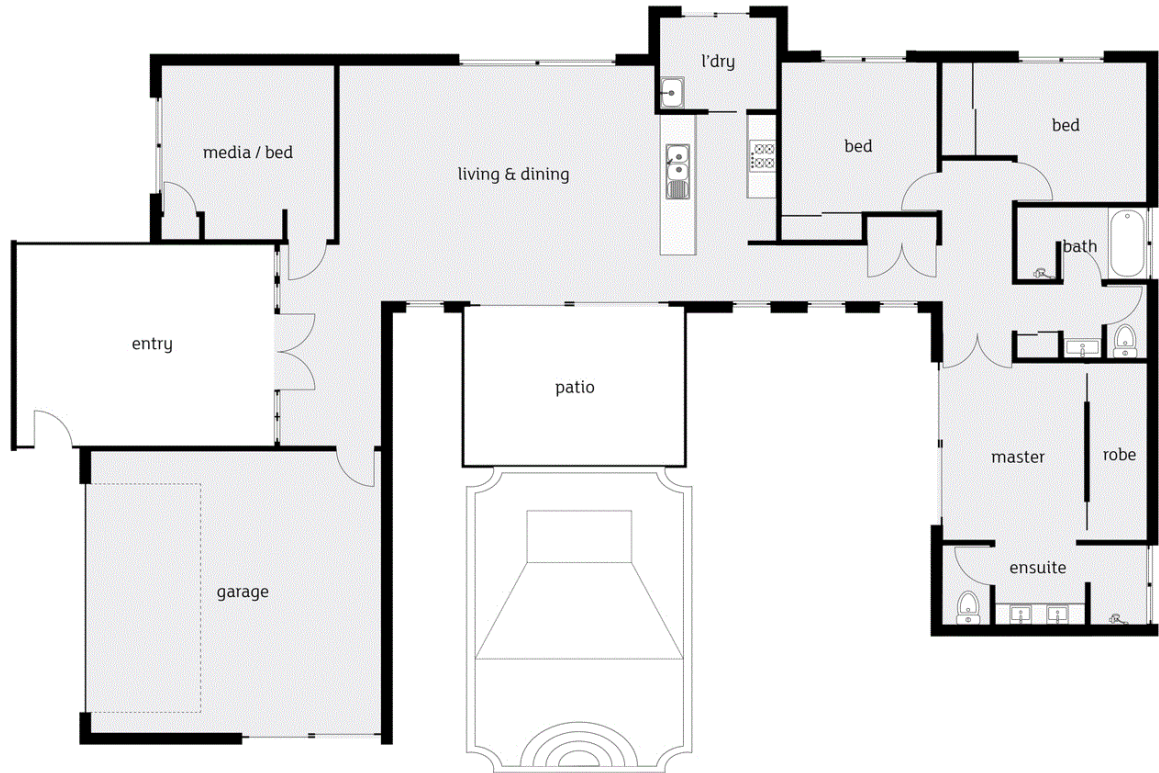 l'dry
media / bed
living & dining
bed
bed
bath
entry
patio
master
robe
ensuite
garage